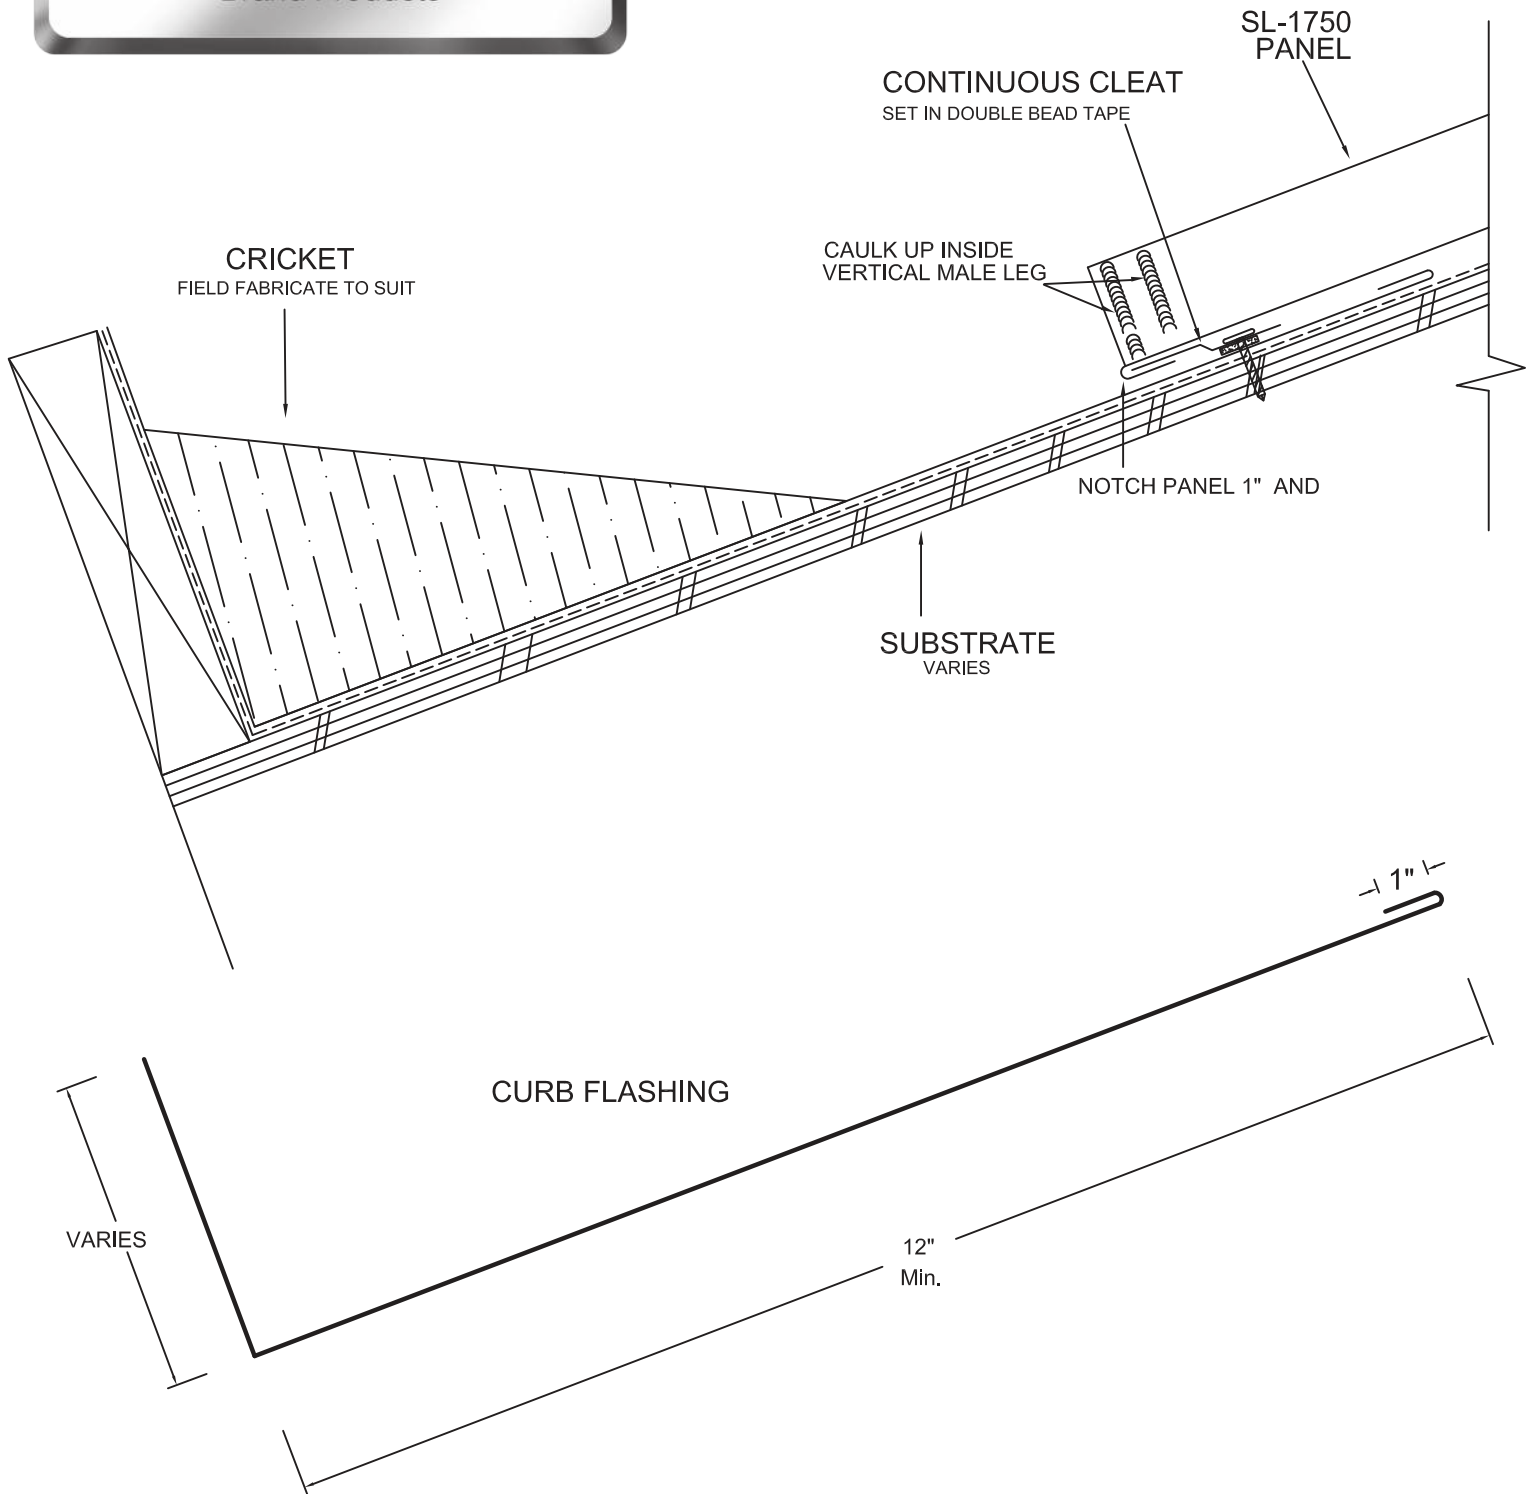 SL-1750
PANEL
CONTINUOUS CLEAT
SET IN DOUBLE BEAD TAPE
CAULK UP INSIDE
VERTICAL MALE LEG
CRICKET
FIELD FABRICATE TO SUIT
NOTCH PANEL 1" AND
SUBSTRATE
VARIES
1"
CURB FLASHING
VARIES
12"
Min.